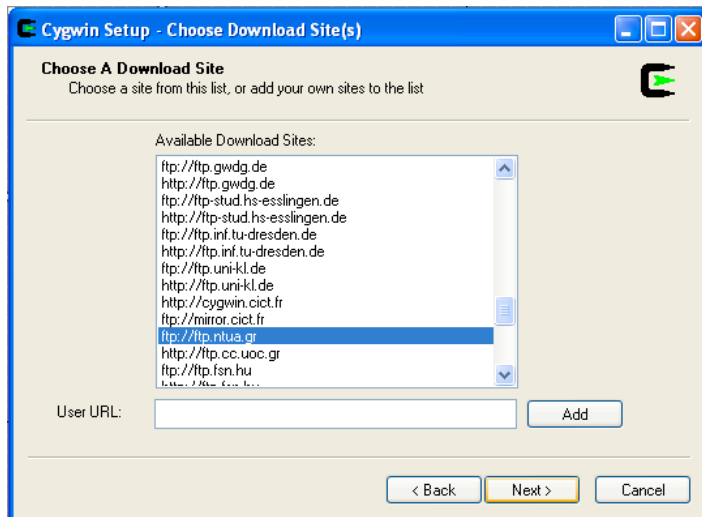 Cygwin Setup - Choose Download Site(s)
Choose A Download Site
Choose a site from this list, or add your own sites to the list
Available Download Sites:
ftp://ftp.gwdg.de
http://ftp.gwdg.de
ftp://ftp-stud.hs-esslingen.de
http://ftp-stud.hs-esslingen.de
ftp://ftp.inf.tu-dresden.de
http://ftp.inf.tu-dresden.de
ftp://ftp.uni-kl.de
http://ftp.uni-kl.de
http://cygwin.cict.fr
ftp://mirror.cict.fr
ftp://ftp.ntua.gr
http://ftp.cc.uoc.gr
ftp://ftp.fsn.hu
http://ftp.fsn.hu
User URL:
Add
< Back
Next >
Cancel